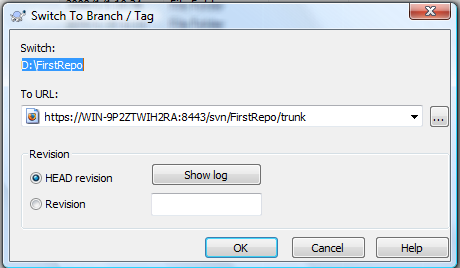 Switch To Branch / Tag
Switch:
D:\FirstRepo
To URL:
https://WIN-9P2ZTWIH2RA:8443/svn/FirstRepo/trunk
...
Revision
HEAD revision
Show log
Revision
OK
Cancel
Help